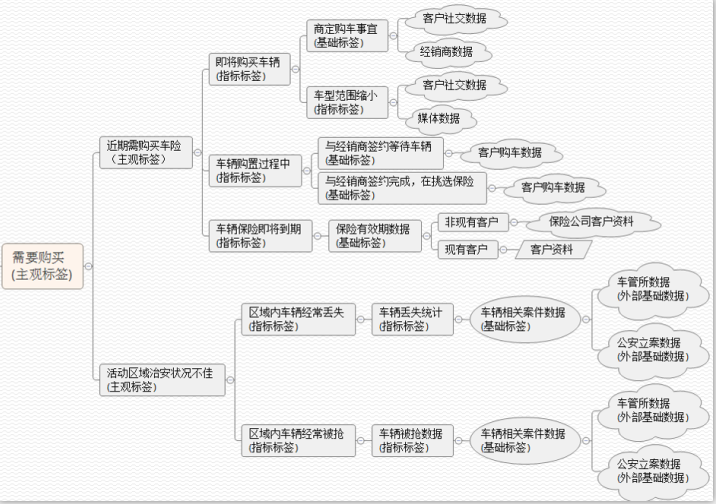 需要购买
(主观标签)
近期需购买车险
（主观标签）
即将购买车辆
(指标标签)
商定购车事宜
(基础标签)
客户社交数据
经销商数据
车型范围缩小
(指标标签)
客户社交数据
媒体数据
车辆购置过程中
(指标标签)
与经销商签约等待车辆
(基础标签)
客户购车数据
与经销商签约完成，在挑选保险
(基础标签)
客户购车数据
车辆保险即将到期
(指标标签)
保险有效期数据
(基础标签)
非现有客户
保险公司客户资料
现有客户
客户资料
活动区域治安状况不佳
(主观标签)
区域内车辆经常丢失
(指标标签)
车辆丢失统计
(指标标签)
车辆相关案件数据
(基础标签)
车管所数据
(外部基础数据)
公安立案数据
(外部基础数据)
区域内车辆经常被抢
(指标标签)
车辆被抢数据
(指标标签)
车辆相关案件数据
(基础标签)
车管所数据
(外部基础数据)
公安立案数据
(外部基础数据)